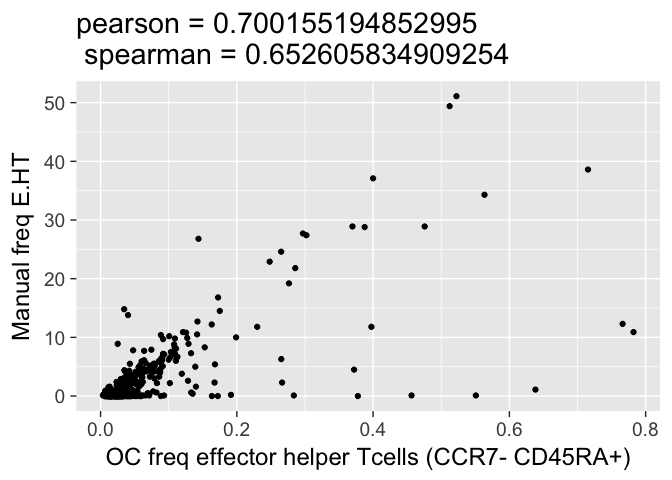 pearson = 0.700155194852995
spearman = 0.652605834909254
50
40
30
20
10
0
Manual freq E.HT
0.0 0.2 0.4 0.6 0.8
OC freq effector helper Tcells (CCR7- CD45RA+)